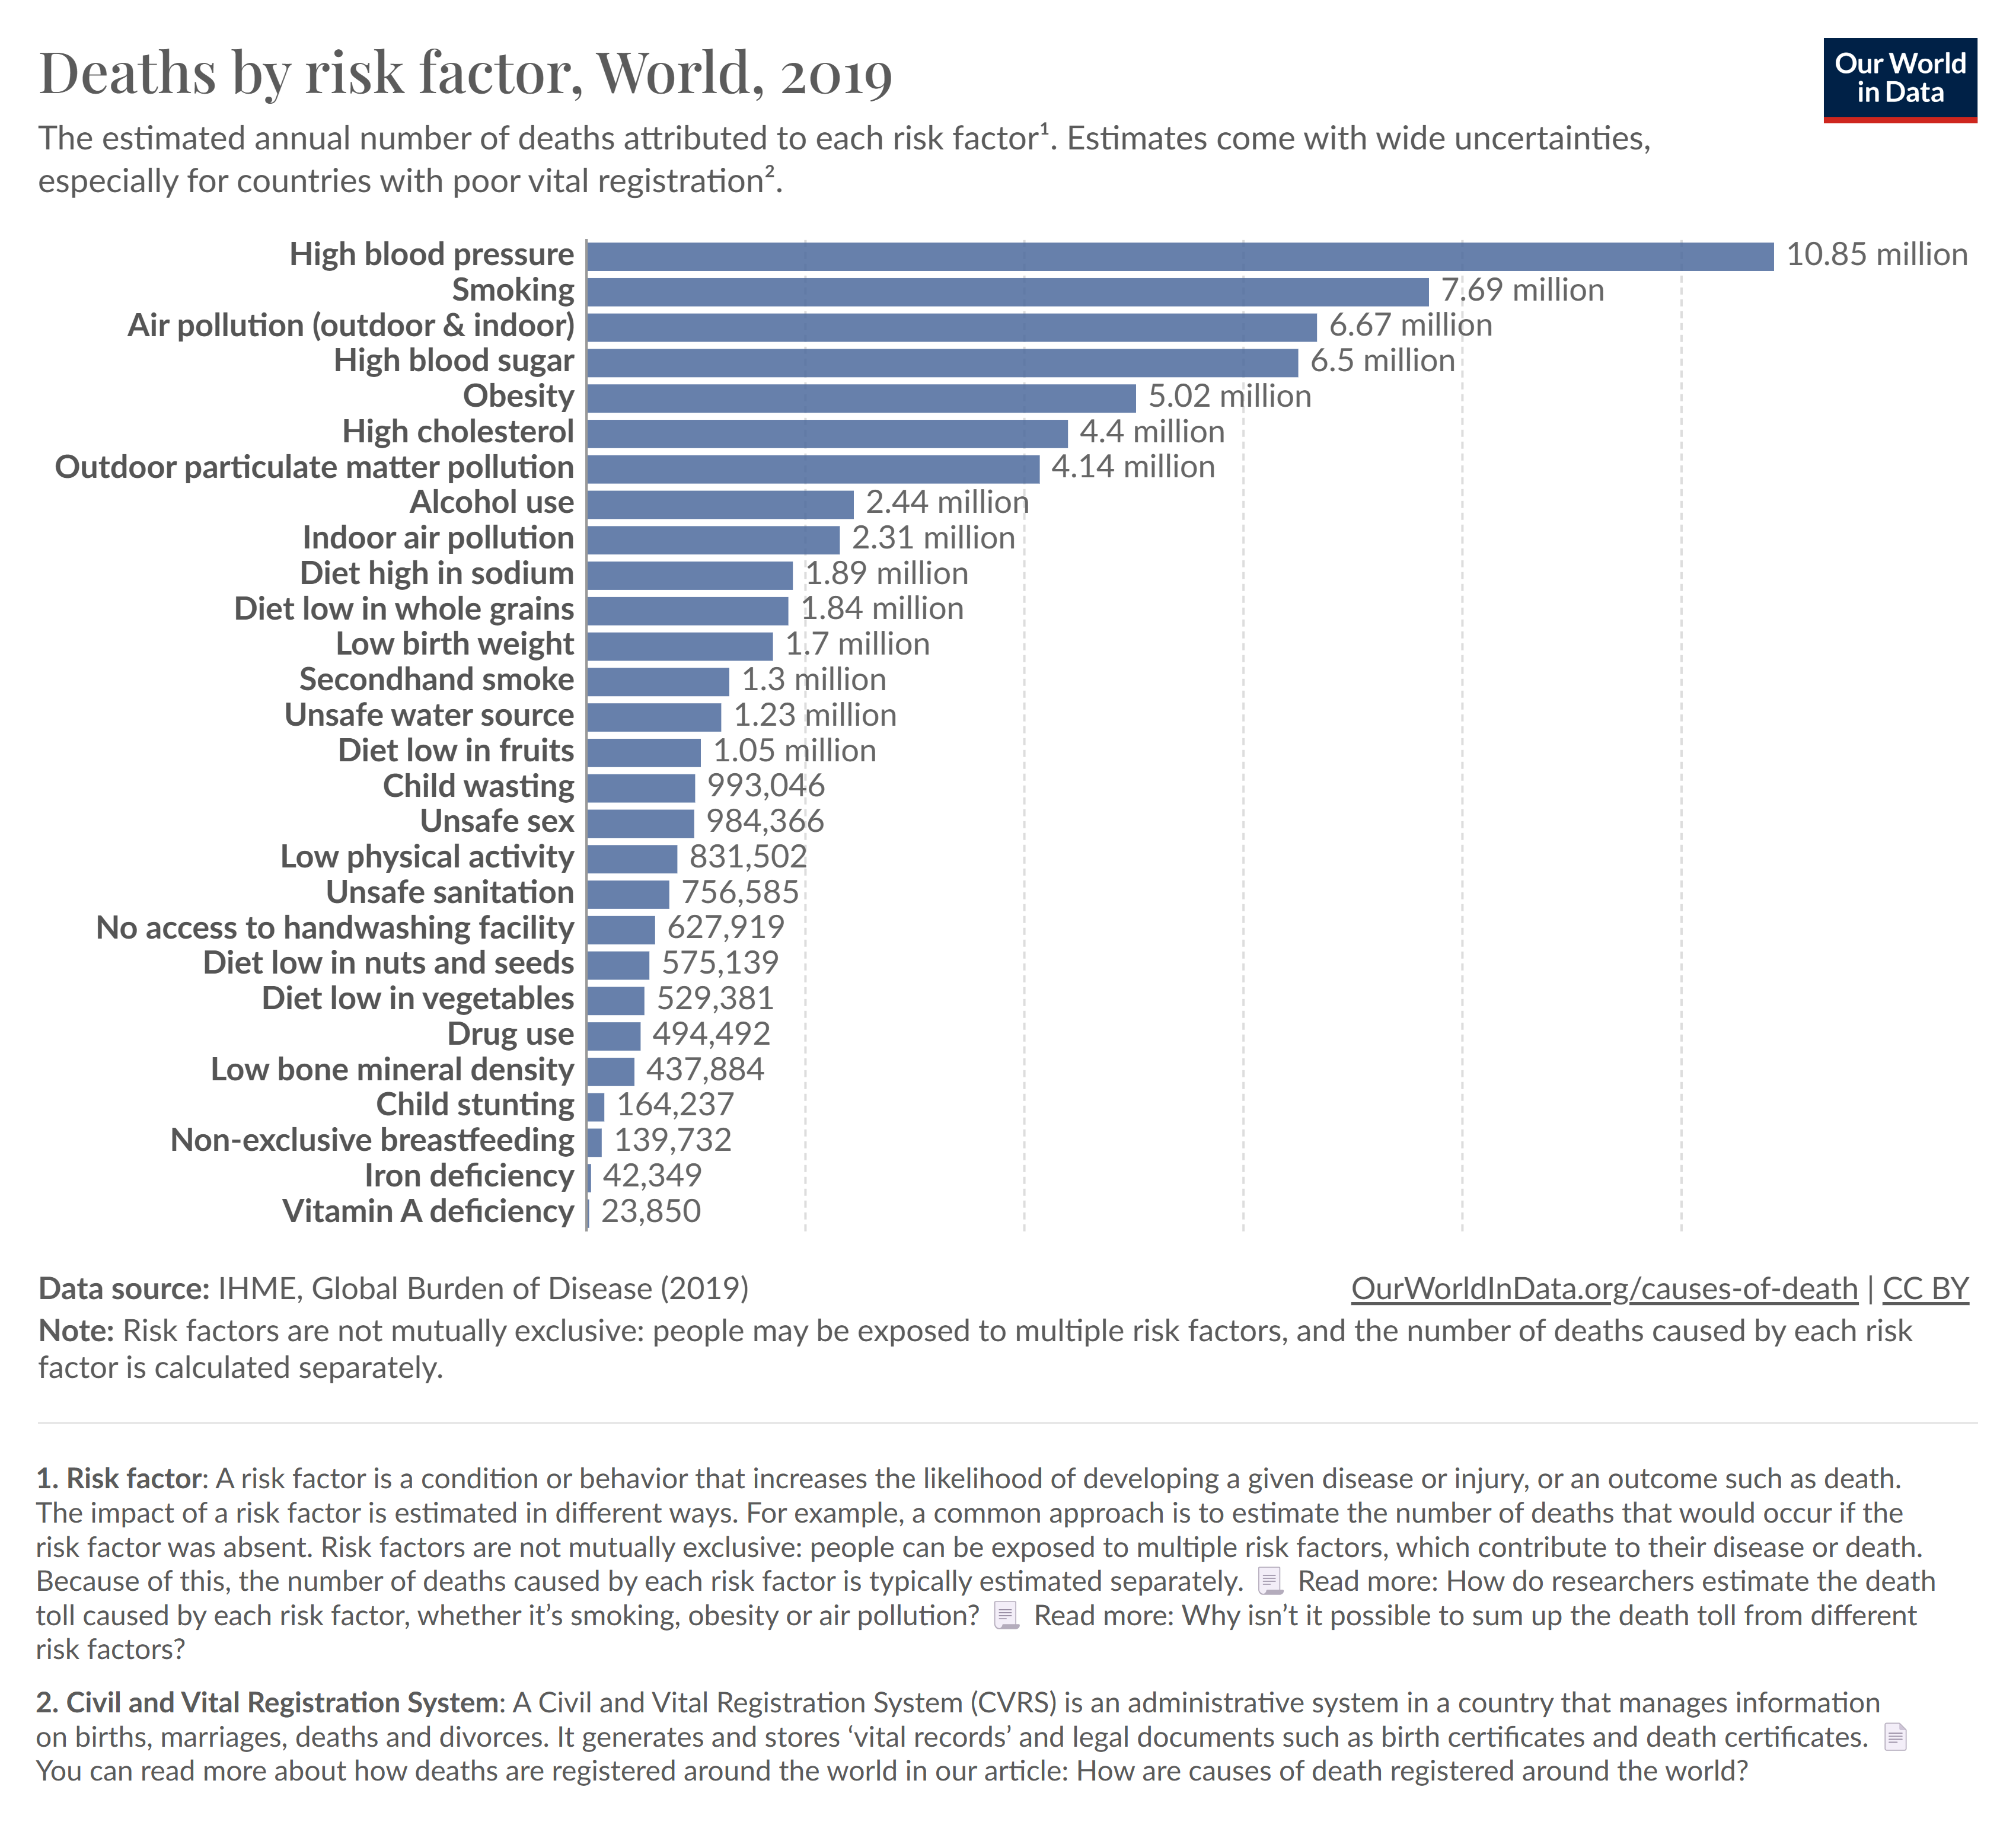 Deaths by risk factor, World, 2019
Our World
in Data
The estimated annual number of deaths attributed to each risk factor¹. Estimates come with wide uncertainties,
especially for countries with poor vital registration².
High blood pressure 10.85 million
Smoking 7.69 million
Air pollution (outdoor & indoor) 6.67 million
High blood sugar 6.5 million
Obesity 5.02 million
High cholesterol 4.4 million
Outdoor particulate matter pollution 4.14 million
Alcohol use 2.44 million
Indoor air pollution 2.31 million
Diet high in sodium 1.89 million
Diet low in whole grains 1.84 million
Low birth weight 1.7 million
Secondhand smoke 1.3 million
Unsafe water source 1.23 million
Diet low in fruits 1.05 million
Child wasting 993,046
Unsafe sex 984,366
Low physical activity 831,502
Unsafe sanitation 756,585
No access to handwashing facility 627,919
Diet low in nuts and seeds 575,139
Diet low in vegetables 529,381
Drug use 494,492
Low bone mineral density 437,884
Child stunting 164,237
Non-exclusive breastfeeding 139,732
Iron deficiency 42,349
Vitamin A deficiency 23,850
Data source: IHME, Global Burden of Disease (2019) OurWorldInData.org/causes-of-death | CC BY
Note: Risk factors are not mutually exclusive: people may be exposed to multiple risk factors, and the number of deaths caused by each risk
factor is calculated separately.
1. Risk factor: A risk factor is a condition or behavior that increases the likelihood of developing a given disease or injury, or an outcome such as death.
The impact of a risk factor is estimated in different ways. For example, a common approach is to estimate the number of deaths that would occur if the
risk factor was absent. Risk factors are not mutually exclusive: people can be exposed to multiple risk factors, which contribute to their disease or death.
Because of this, the number of deaths caused by each risk factor is typically estimated separately. Read more: How do researchers estimate the death
toll caused by each risk factor, whether it’s smoking, obesity or air pollution? Read more: Why isn’t it possible to sum up the death toll from different
risk factors?
2. Civil and Vital Registration System: A Civil and Vital Registration System (CVRS) is an administrative system in a country that manages information
on births, marriages, deaths and divorces. It generates and stores ‘vital records’ and legal documents such as birth certificates and death certificates.
You can read more about how deaths are registered around the world in our article: How are causes of death registered around the world?